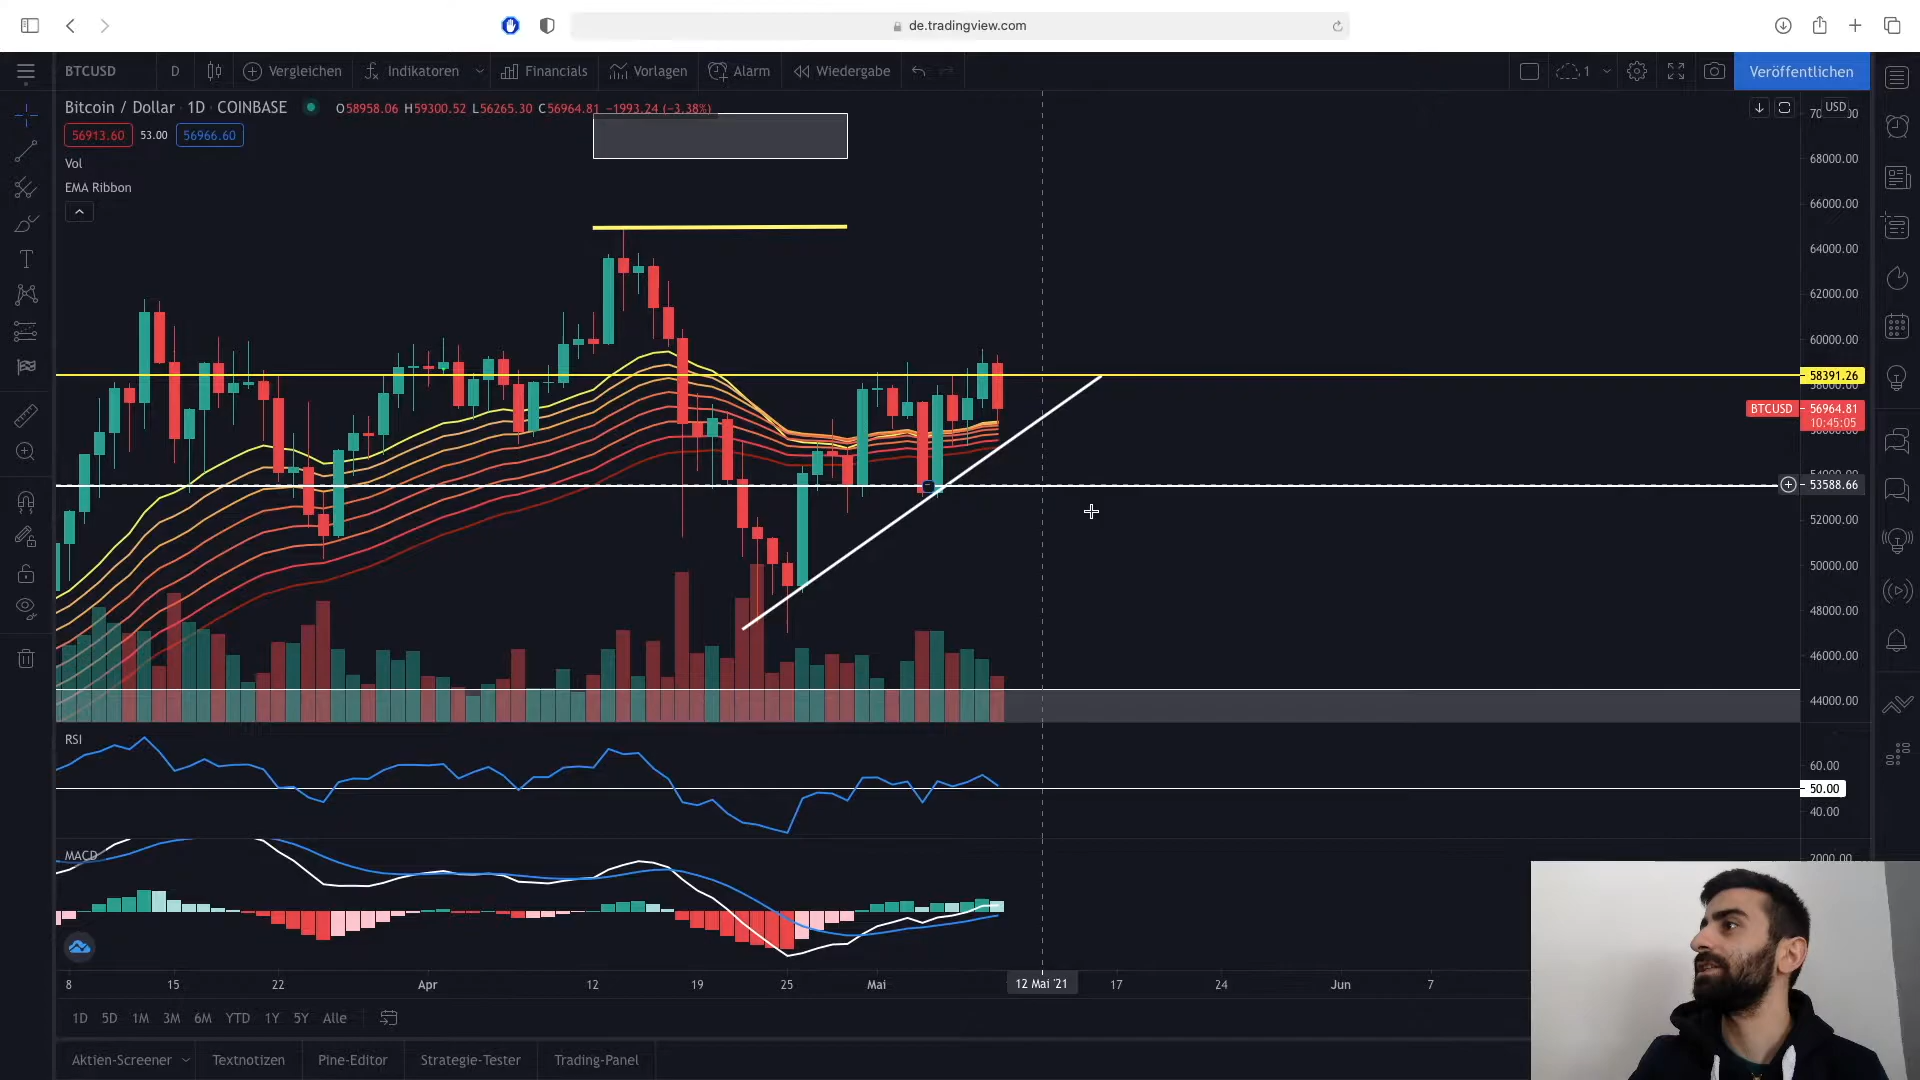 de.tradingview.com
BTCUSD D Vergleichen Indikatoren Financials Vorlagen Alarm Wiedergabe 1 Veröffentlichen
Bitcoin / Dollar 1D COINBASE O58958.06 H59300.52 L56265.30 C56964.81 −1993.24 (−3.38%)
USD
56913.60 53.00 56966.60
Vol
EMA Ribbon
68000.00
66000.00
64000.00
62000.00
60000.00
58391.26
BTCUSD 56964.81
10:45:05
53588.66
52000.00
50000.00
48000.00
46000.00
44000.00
RSI
60.00
50.00
40.00
MACD
2000.00
8 15 22 Apr 12 19 25 Mai 12 Mai '21 17 24 Jun 7
1D 5D 1M 3M 6M YTD 1Y 5Y Alle
Aktien-Screener Textnotizen Pine-Editor Strategie-Tester Trading-Panel